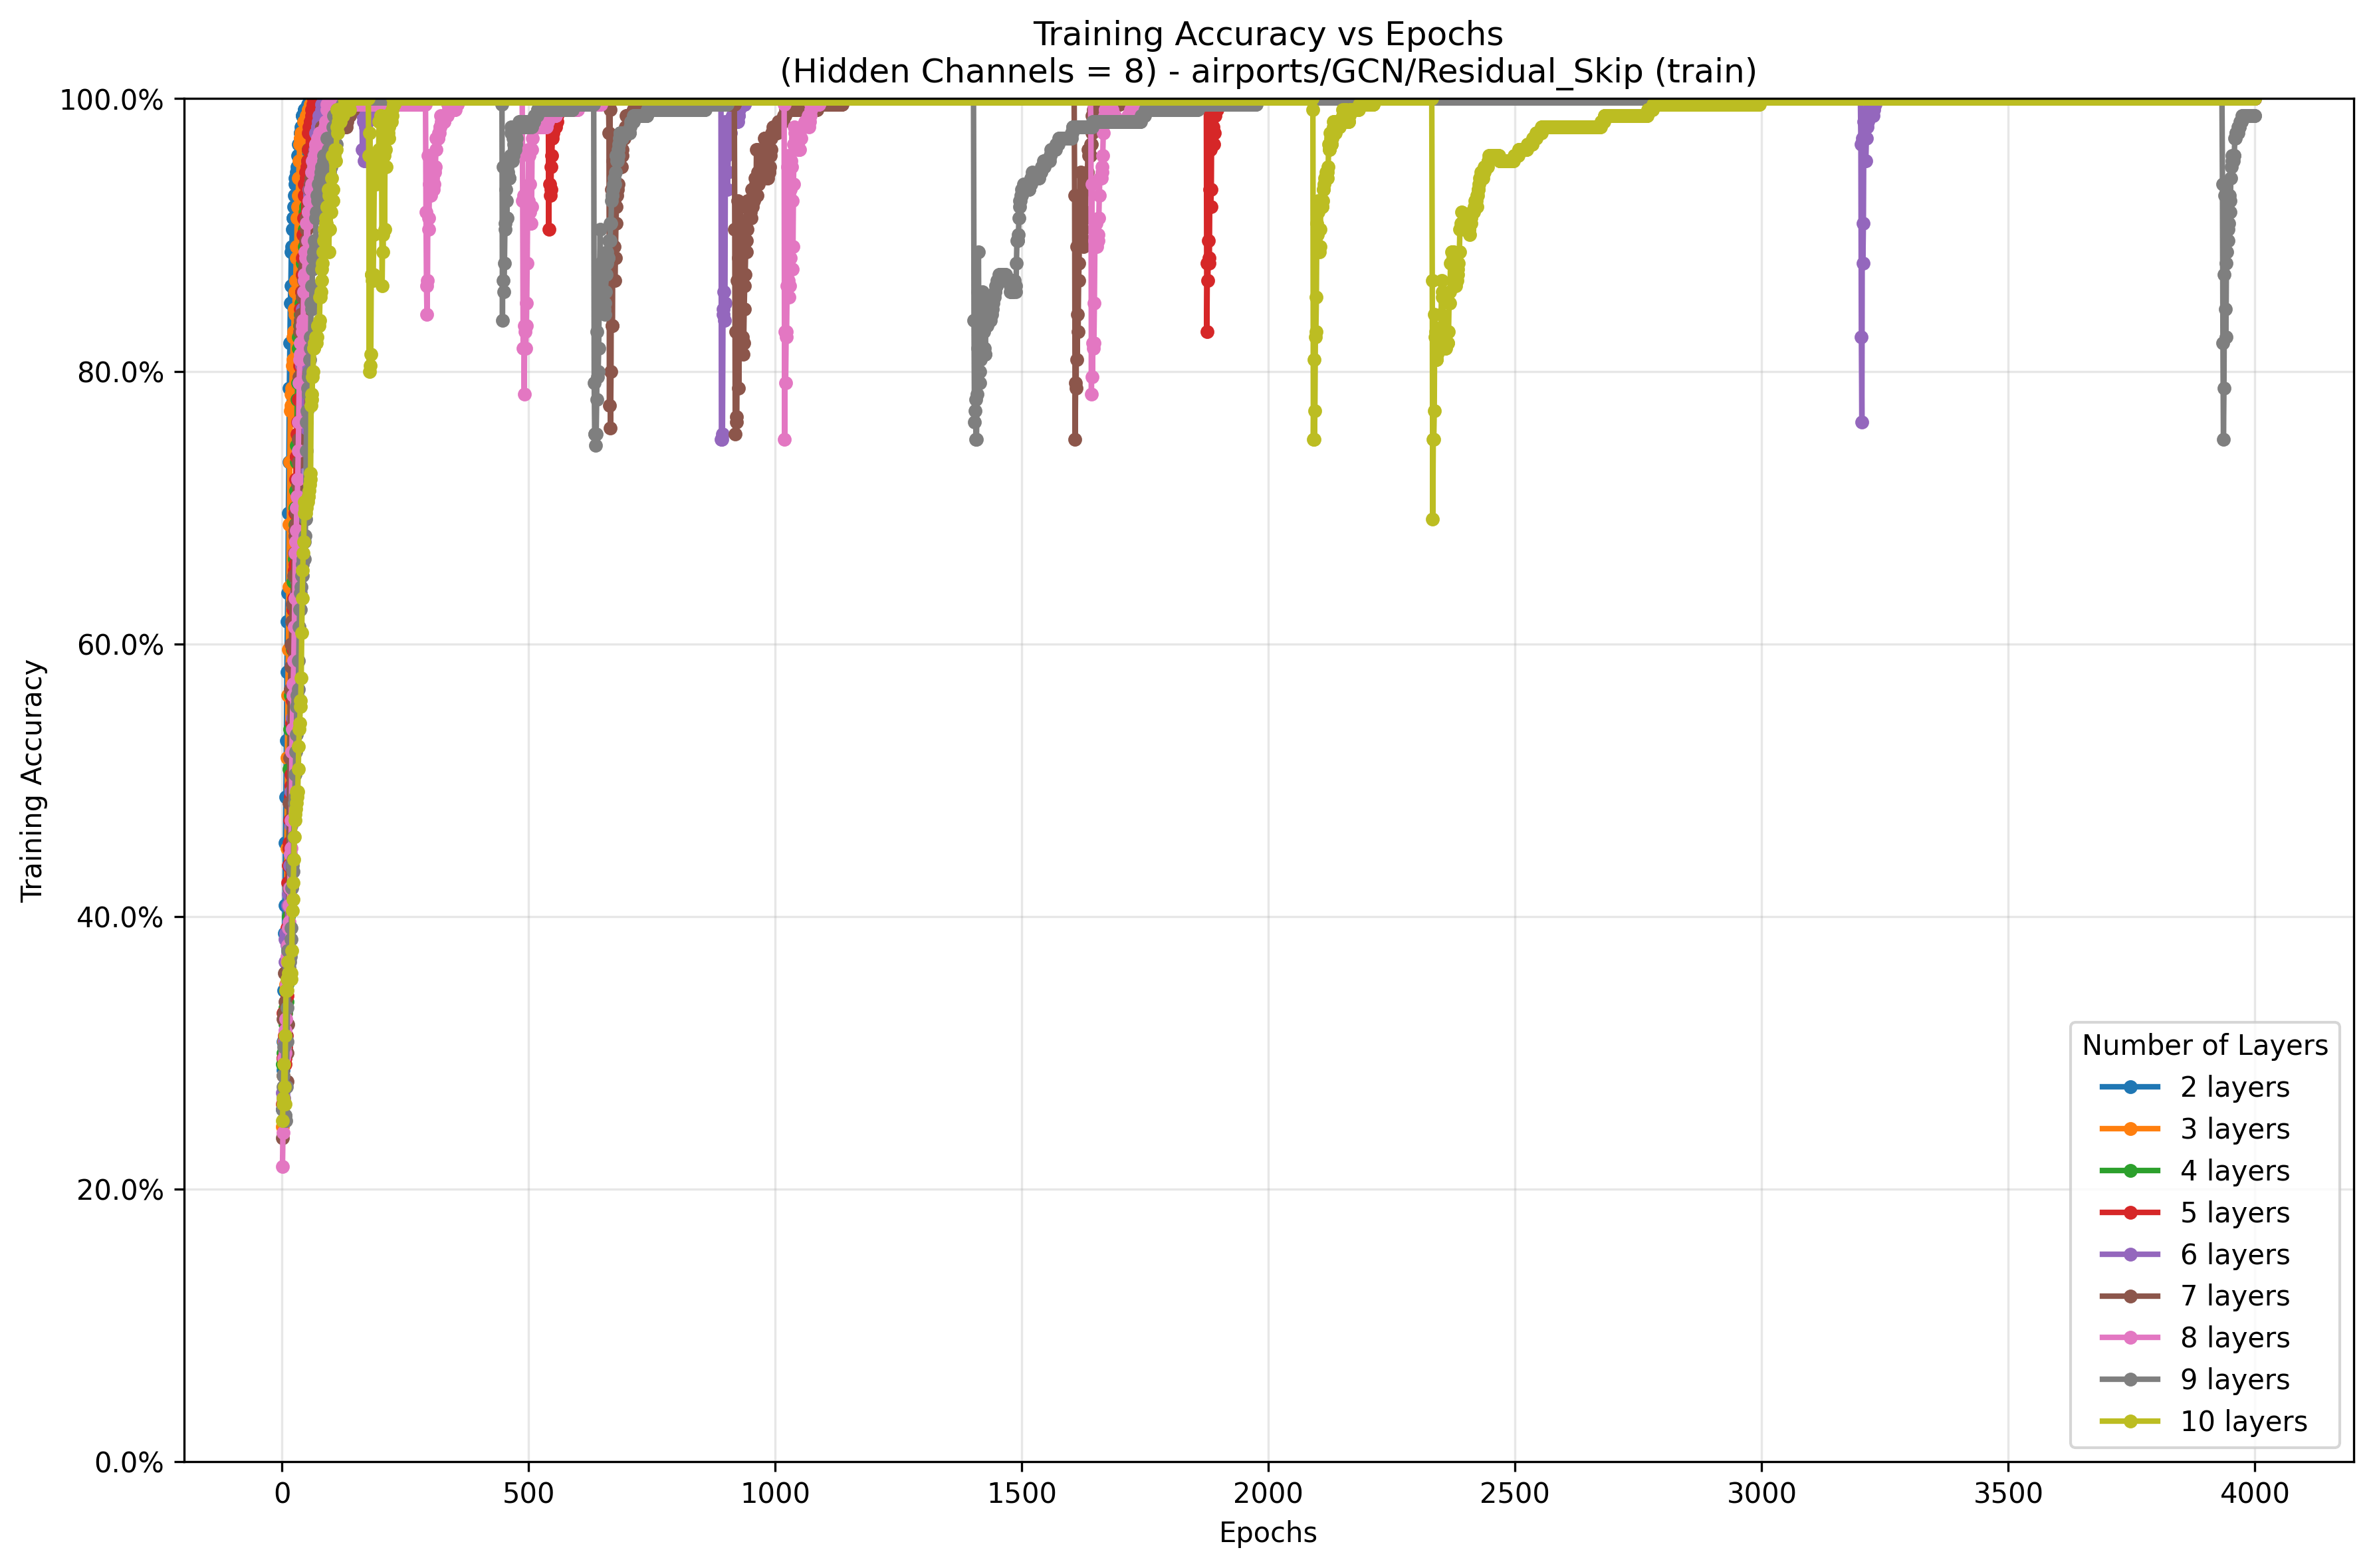 Training Accuracy vs Epochs
(Hidden Channels = 8) - airports/GCN/Residual_Skip (train)
Training Accuracy
100.0%
80.0%
60.0%
40.0%
20.0%
0.0%
Number of Layers
2 layers
3 layers
4 layers
5 layers
6 layers
7 layers
8 layers
9 layers
10 layers
0 500 1000 1500 2000 2500 3000 3500 4000
Epochs